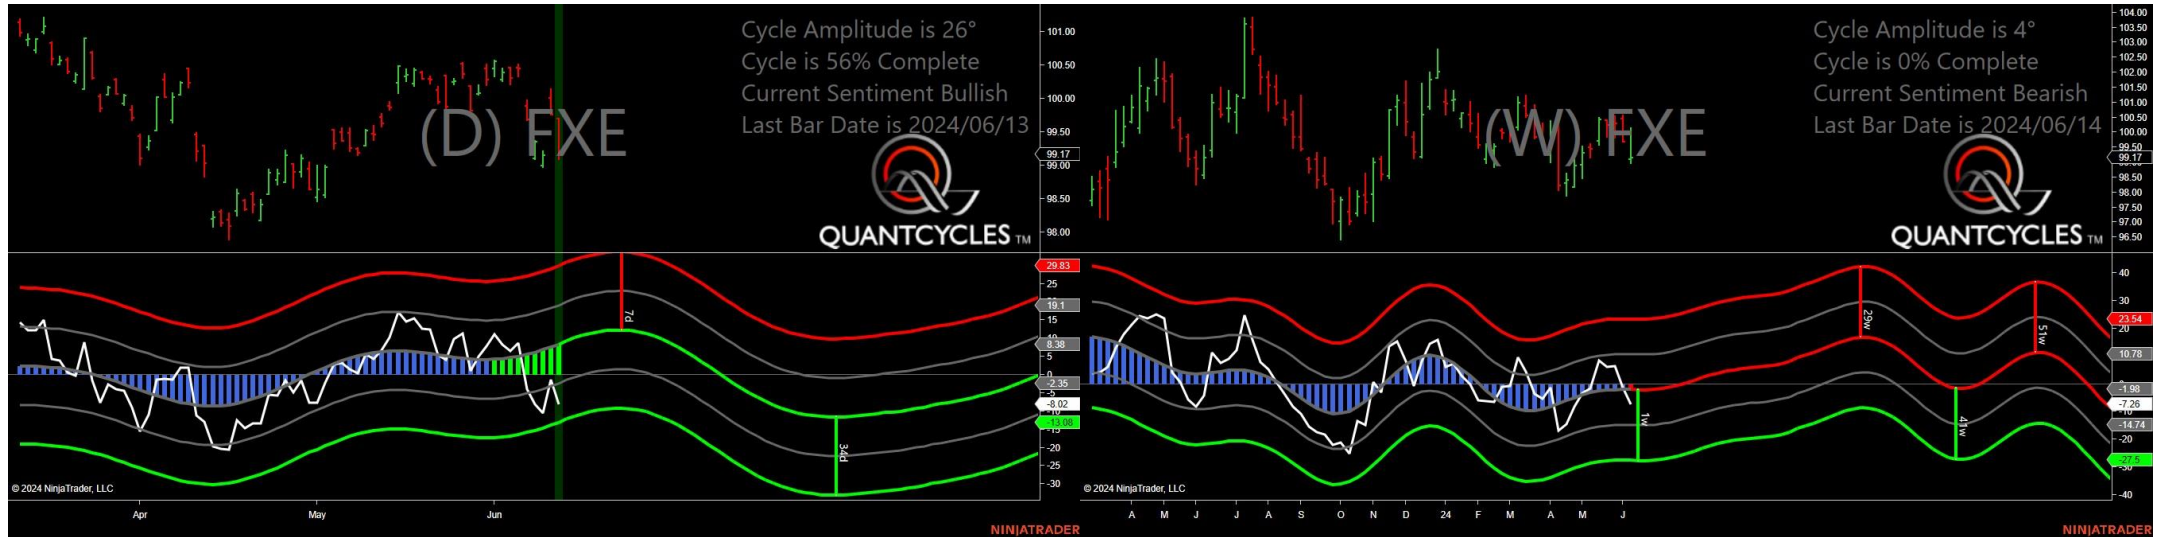 Cycle Amplitude is 26°
Cycle is 56% Complete
Current Sentiment Bullish
Last Bar Date is 2024/06/13
(D) FXE
QUANTCYCLES TM
101.00
100.50
100.00
99.50
99.17
99.00
98.50
98.00
29.83
25
19.1
15
10
8.38
5
0
-2.35
-8.02
-13.08
-15
-20
-25
-30
7d
34d
© 2024 NinjaTrader, LLC
Apr
May
Jun
NINJATRADER
Cycle Amplitude is 4°
Cycle is 0% Complete
Current Sentiment Bearish
Last Bar Date is 2024/06/14
(W) FXE
QUANTCYCLES TM
104.00
103.50
103.00
102.50
102.00
101.50
101.00
100.50
100.00
99.50
99.17
98.50
98.00
97.50
97.00
96.50
40
30
23.54
20
10.78
-1.98
-7.26
-14.74
-20
-27.5
-40
29w
51w
1w
41w
© 2024 NinjaTrader, LLC
A M J J A S O N D 24 F M A M J
NINJATRADER